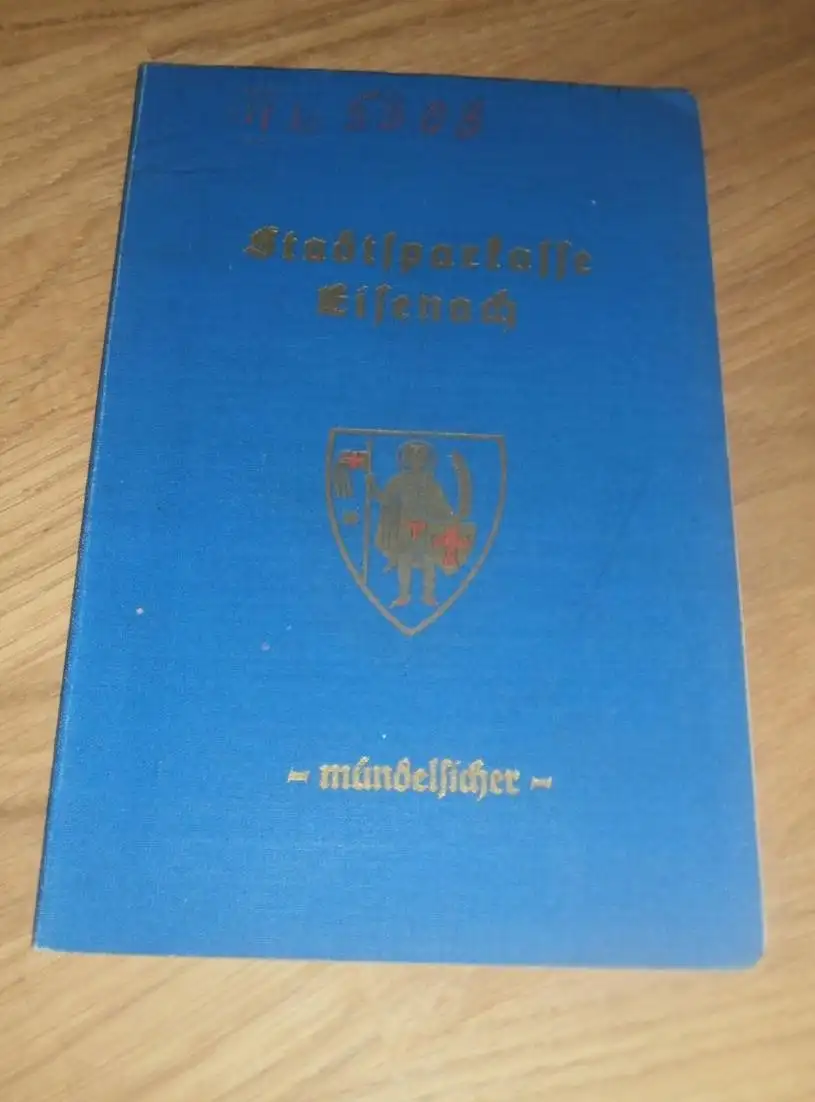 Stadtsparkasse
Eisenach
- mündelsicher -